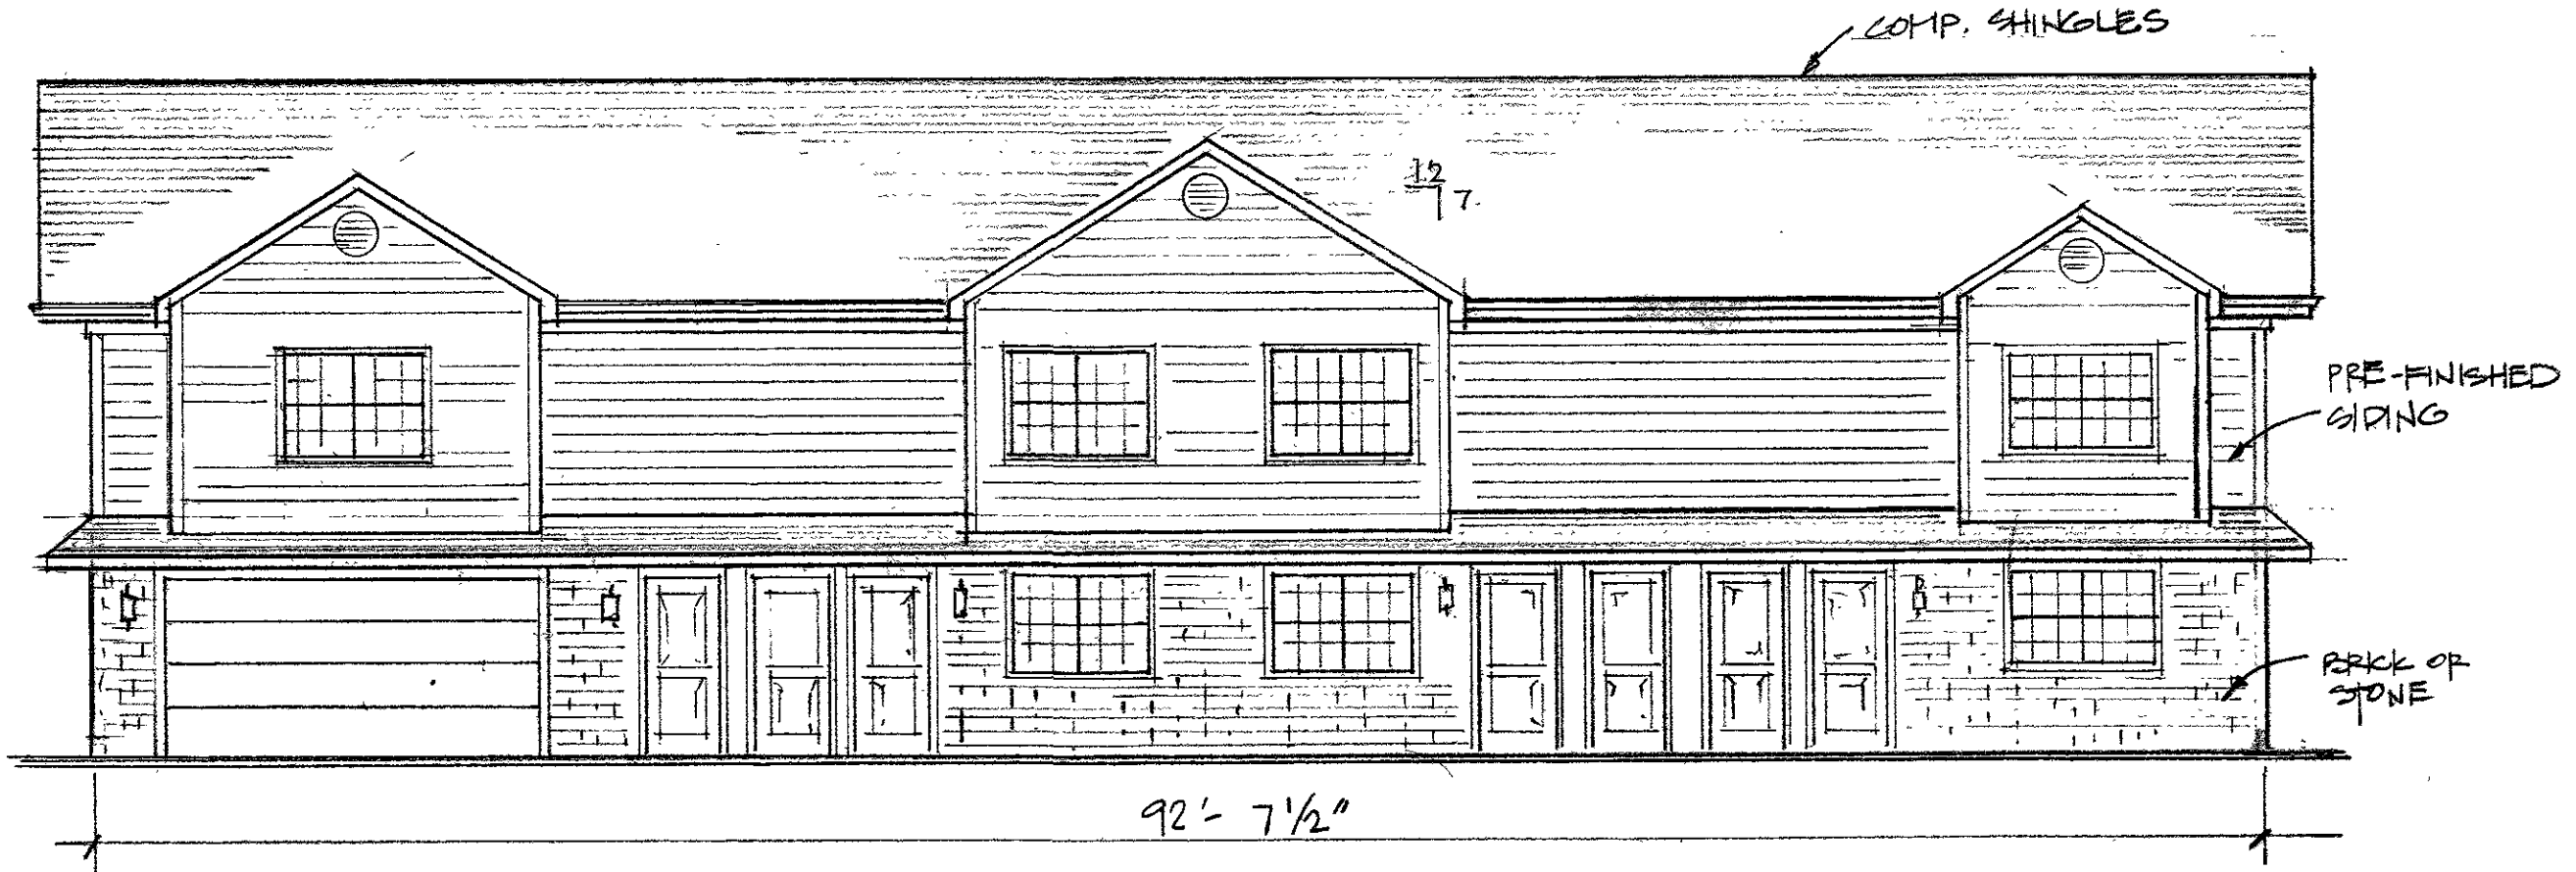 COMP. SHINGLES
12
7
PRE-FINISHED
SIDING
BRICK OR
STONE
92'- 7 1/2"